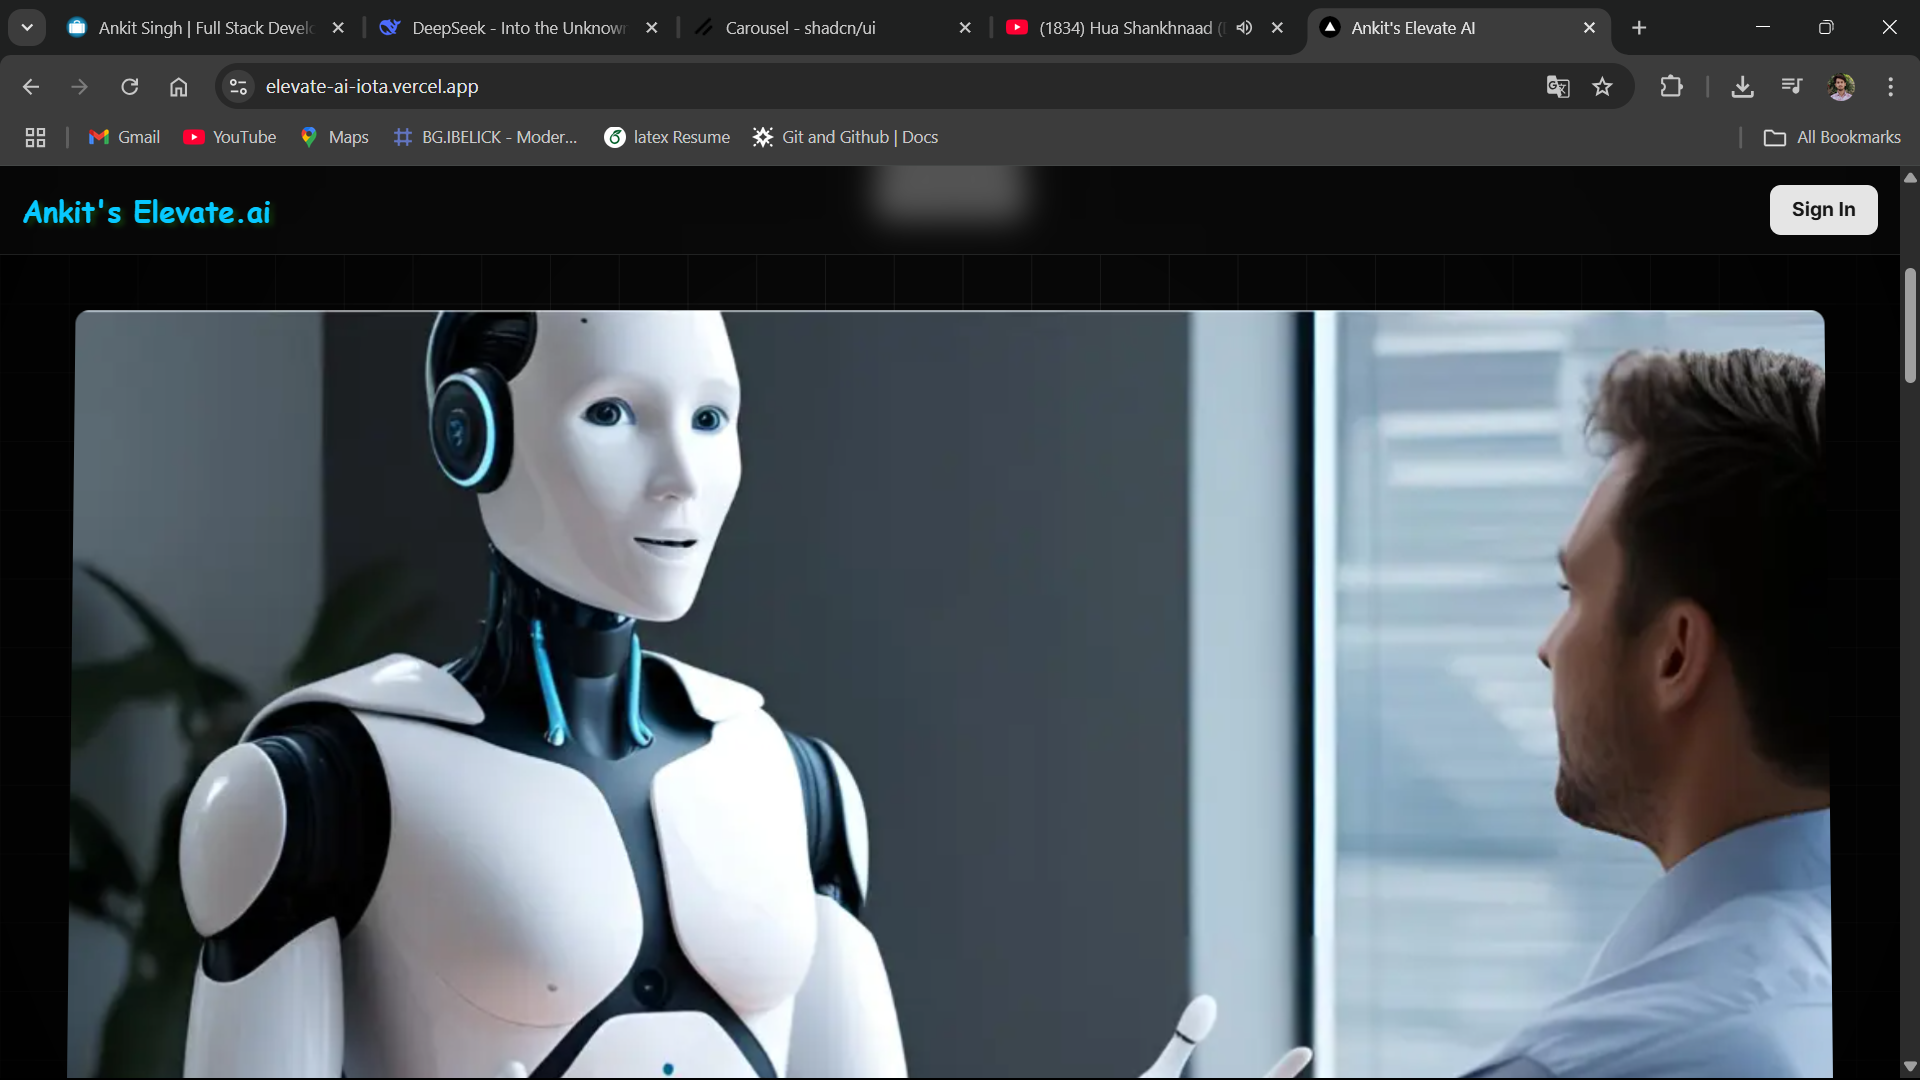 Ankit Singh | Full Stack Develo
DeepSeek - Into the Unknown
Carousel - shadcn/ui
(1834) Hua Shankhnaad (
Ankit's Elevate AI
elevate-ai-iota.vercel.app
Gmail
YouTube
Maps
BG.IBELICK - Moder...
latex Resume
Git and Github | Docs
All Bookmarks
Ankit's Elevate.ai
Sign In